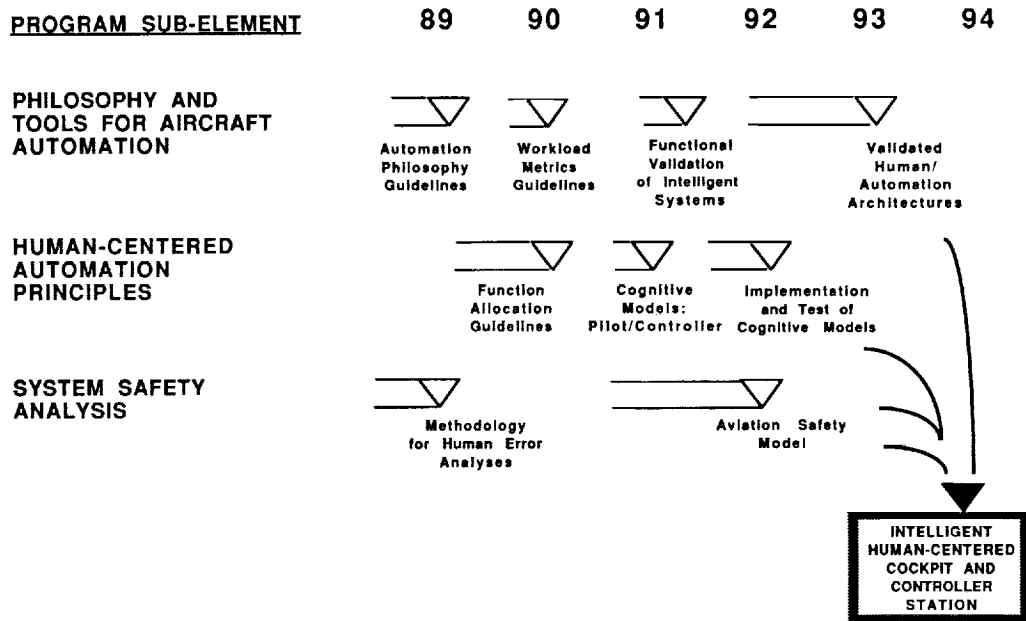 PROGRAM SUB-ELEMENT 89 90 91 92 93 94
PHILOSOPHY AND
TOOLS FOR AIRCRAFT
AUTOMATION
Automation
Philosophy
Guidelines
Workload
Metrics
Guidelines
Functional
Validation
of Intelligent
Systems
Validated
Human/
Automation
Architectures
HUMAN-CENTERED
AUTOMATION
PRINCIPLES
Function
Allocation
Guidelines
Cognitive
Models:
Pilot/Controller
Implementation
and Test of
Cognitive Models
SYSTEM SAFETY
ANALYSIS
Methodology
for Human Error
Analyses
Aviation Safety
Model
INTELLIGENT
HUMAN-CENTERED
COCKPIT AND
CONTROLLER
STATION